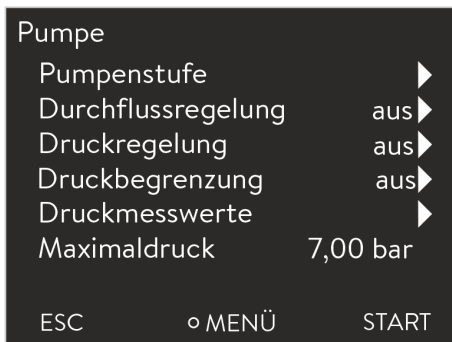 Pumpe
Pumpenstufe
Durchflussregelung aus
Druckregelung aus
Druckbegrenzung aus
Druckmesswerte
Maximaldruck 7,00 bar
ESC ○ MENÜ START